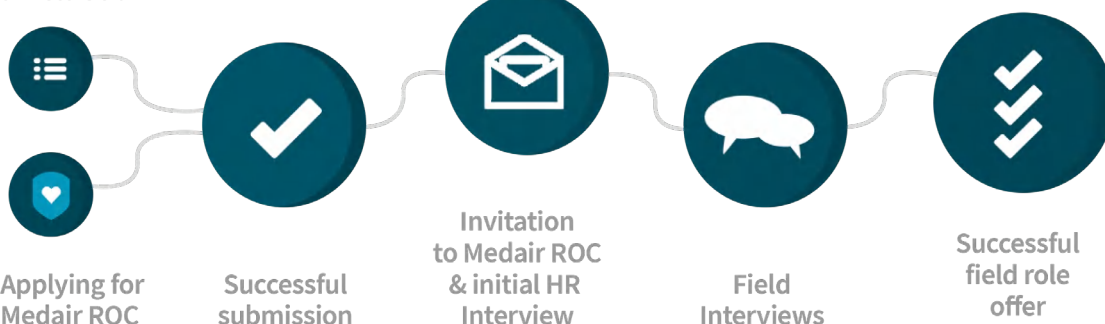 Applying for
Medair ROC
Successful
submission
Invitation
to Medair ROC
& initial HR
Interview
Field
Interviews
Successful
field role
offer